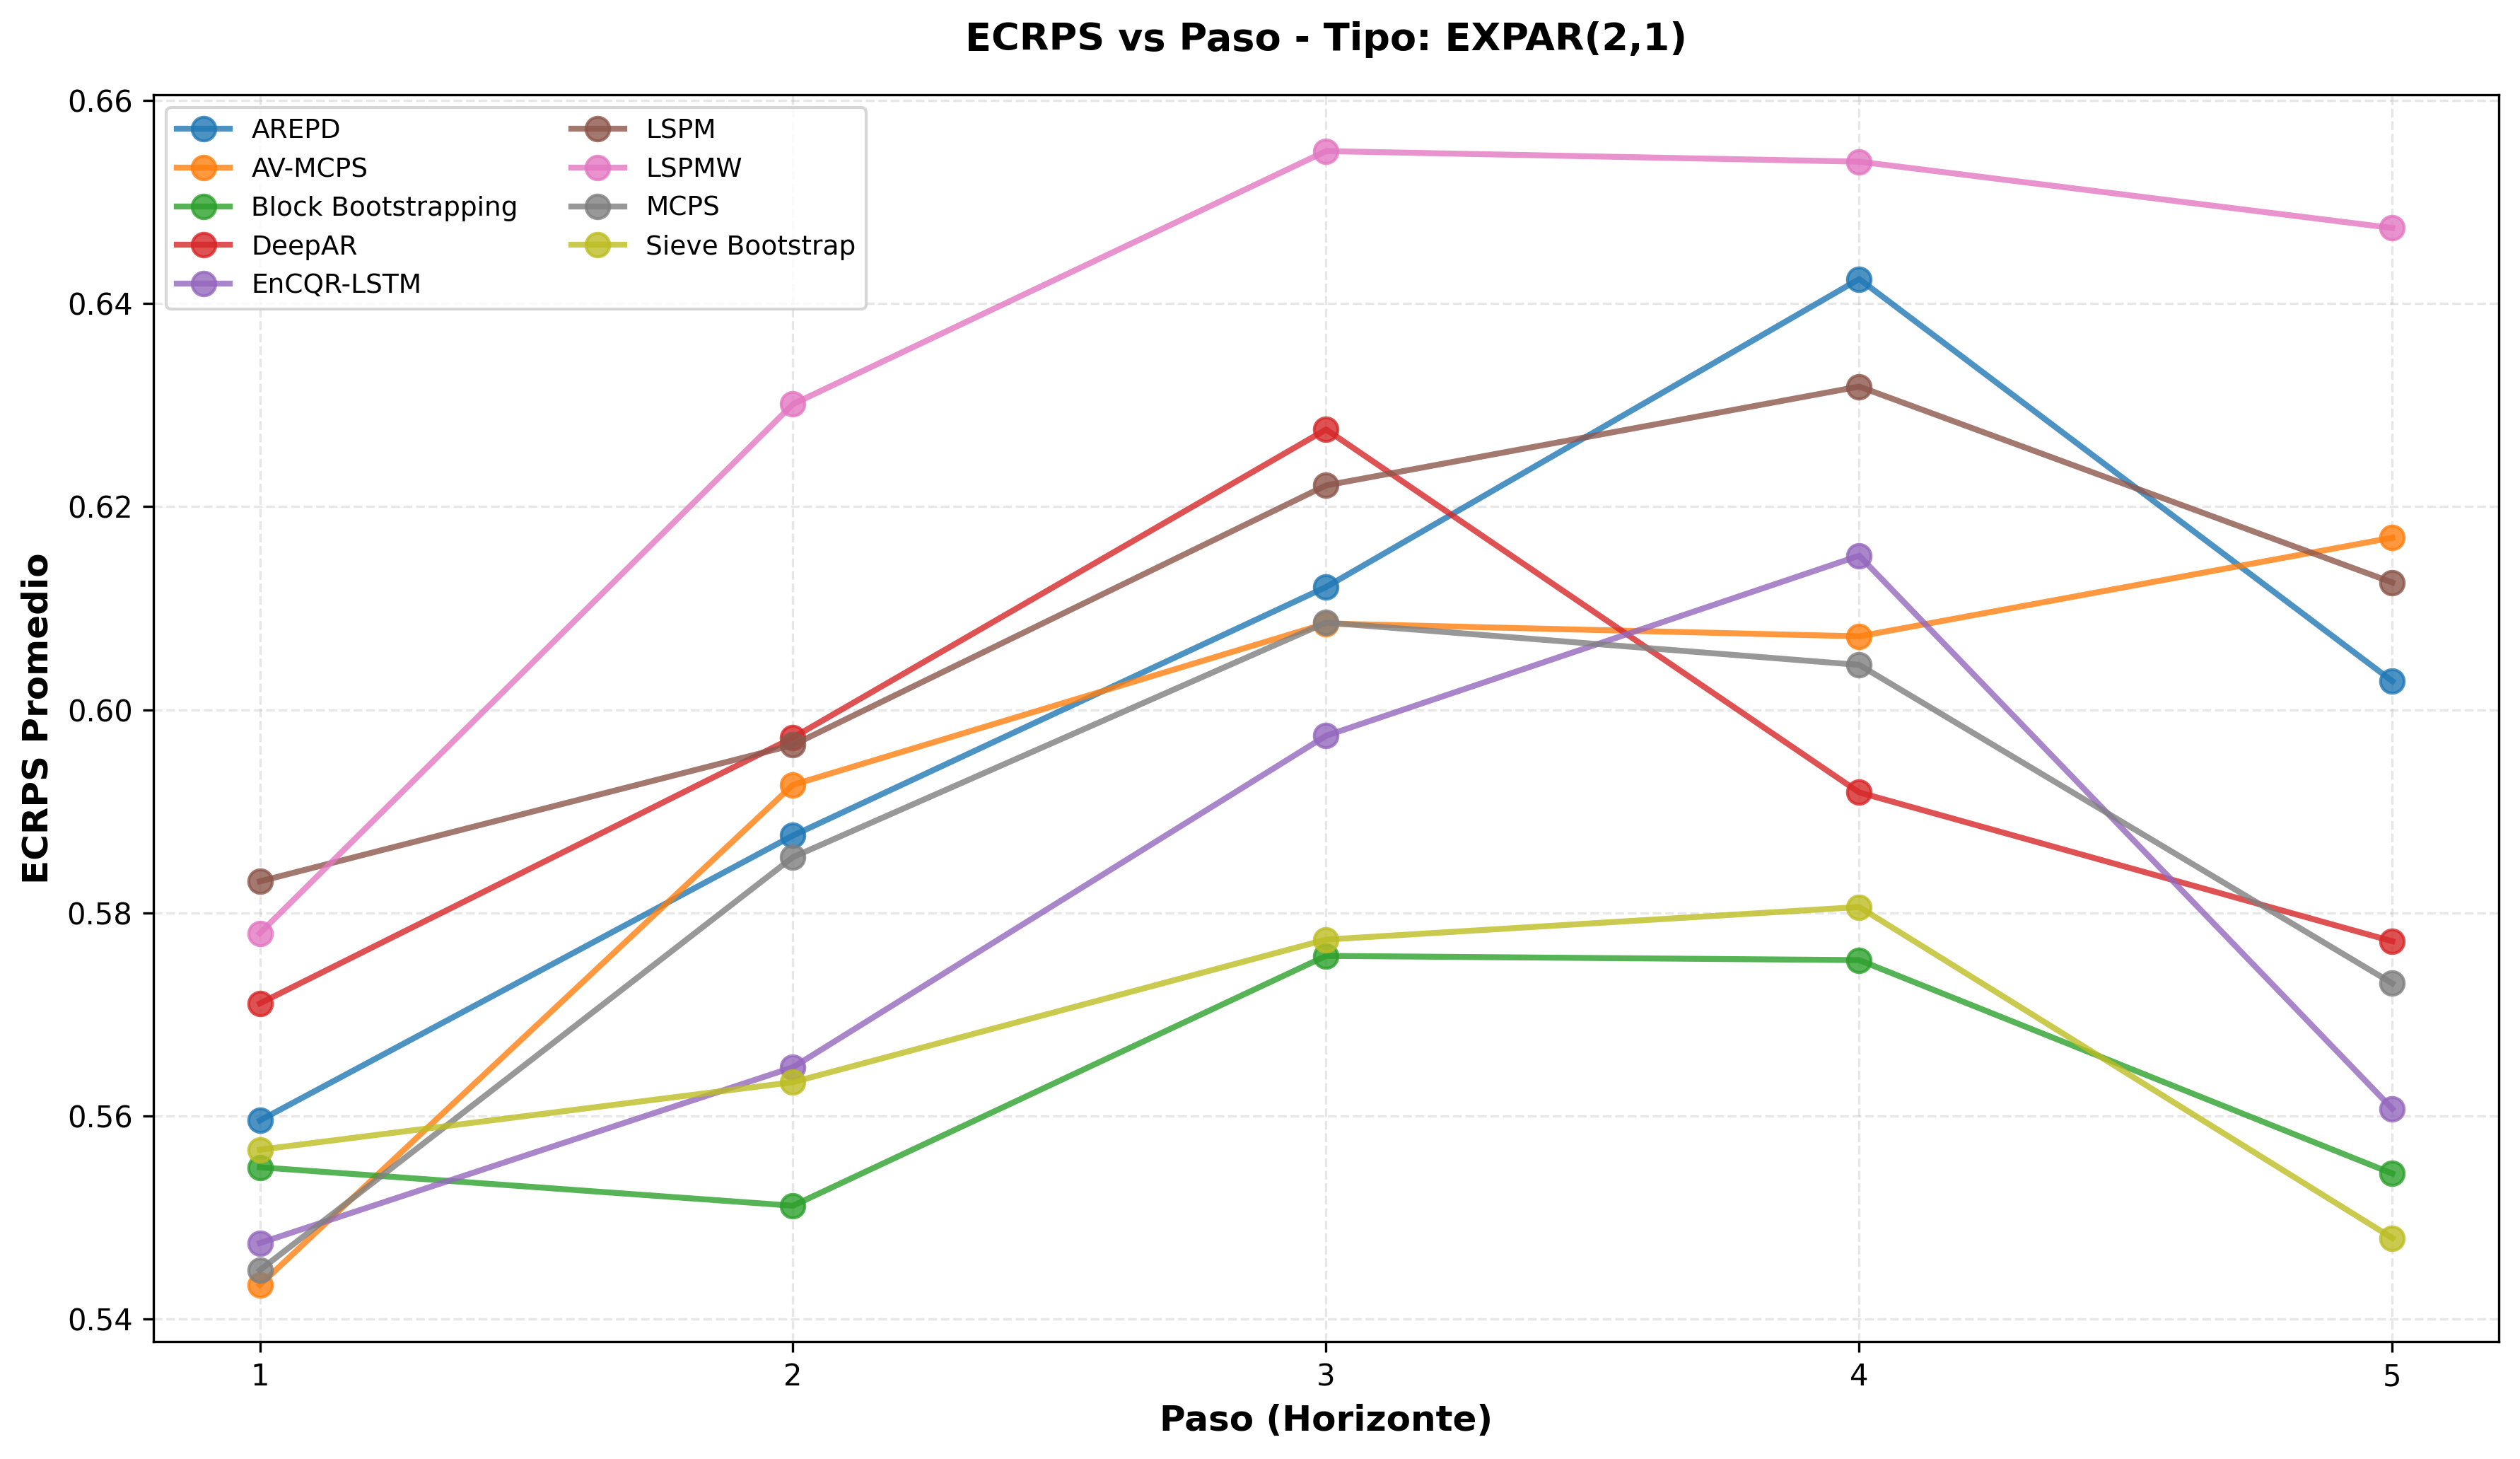 ECRPS vs Paso - Tipo: EXPAR(2,1)
AREPD
AV-MCPS
Block Bootstrapping
DeepAR
EnCQR-LSTM
LSPM
LSPMW
MCPS
Sieve Bootstrap
ECRPS Promedio
0.66
0.64
0.62
0.60
0.58
0.56
0.54
1 2 3 4 5
Paso (Horizonte)